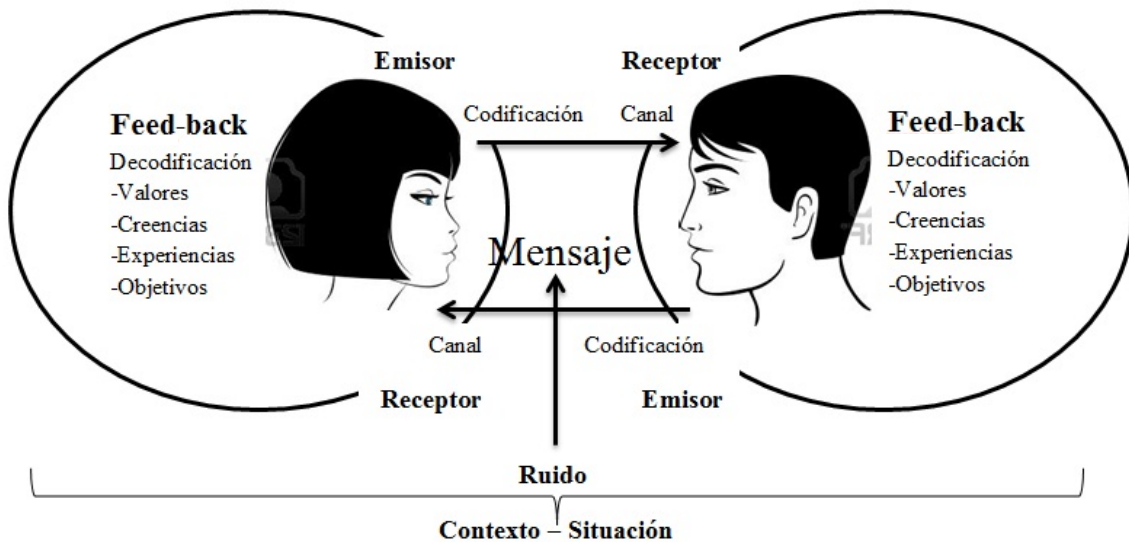 Emisor
Receptor
Codificación
Canal
Feed-back
Decodificación
-Valores
-Creencias
-Experiencias
-Objetivos
Feed-back
Decodificación
-Valores
-Creencias
-Experiencias
-Objetivos
Mensaje
Canal
Codificación
Receptor
Emisor
Ruido
Contexto – Situación